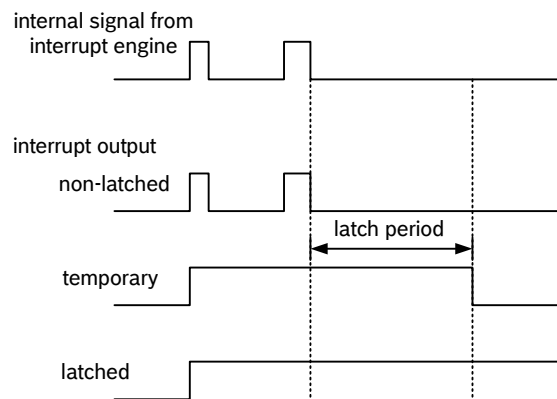 internal signal from
interrupt engine
interrupt output
non-latched
latch period
temporary
latched